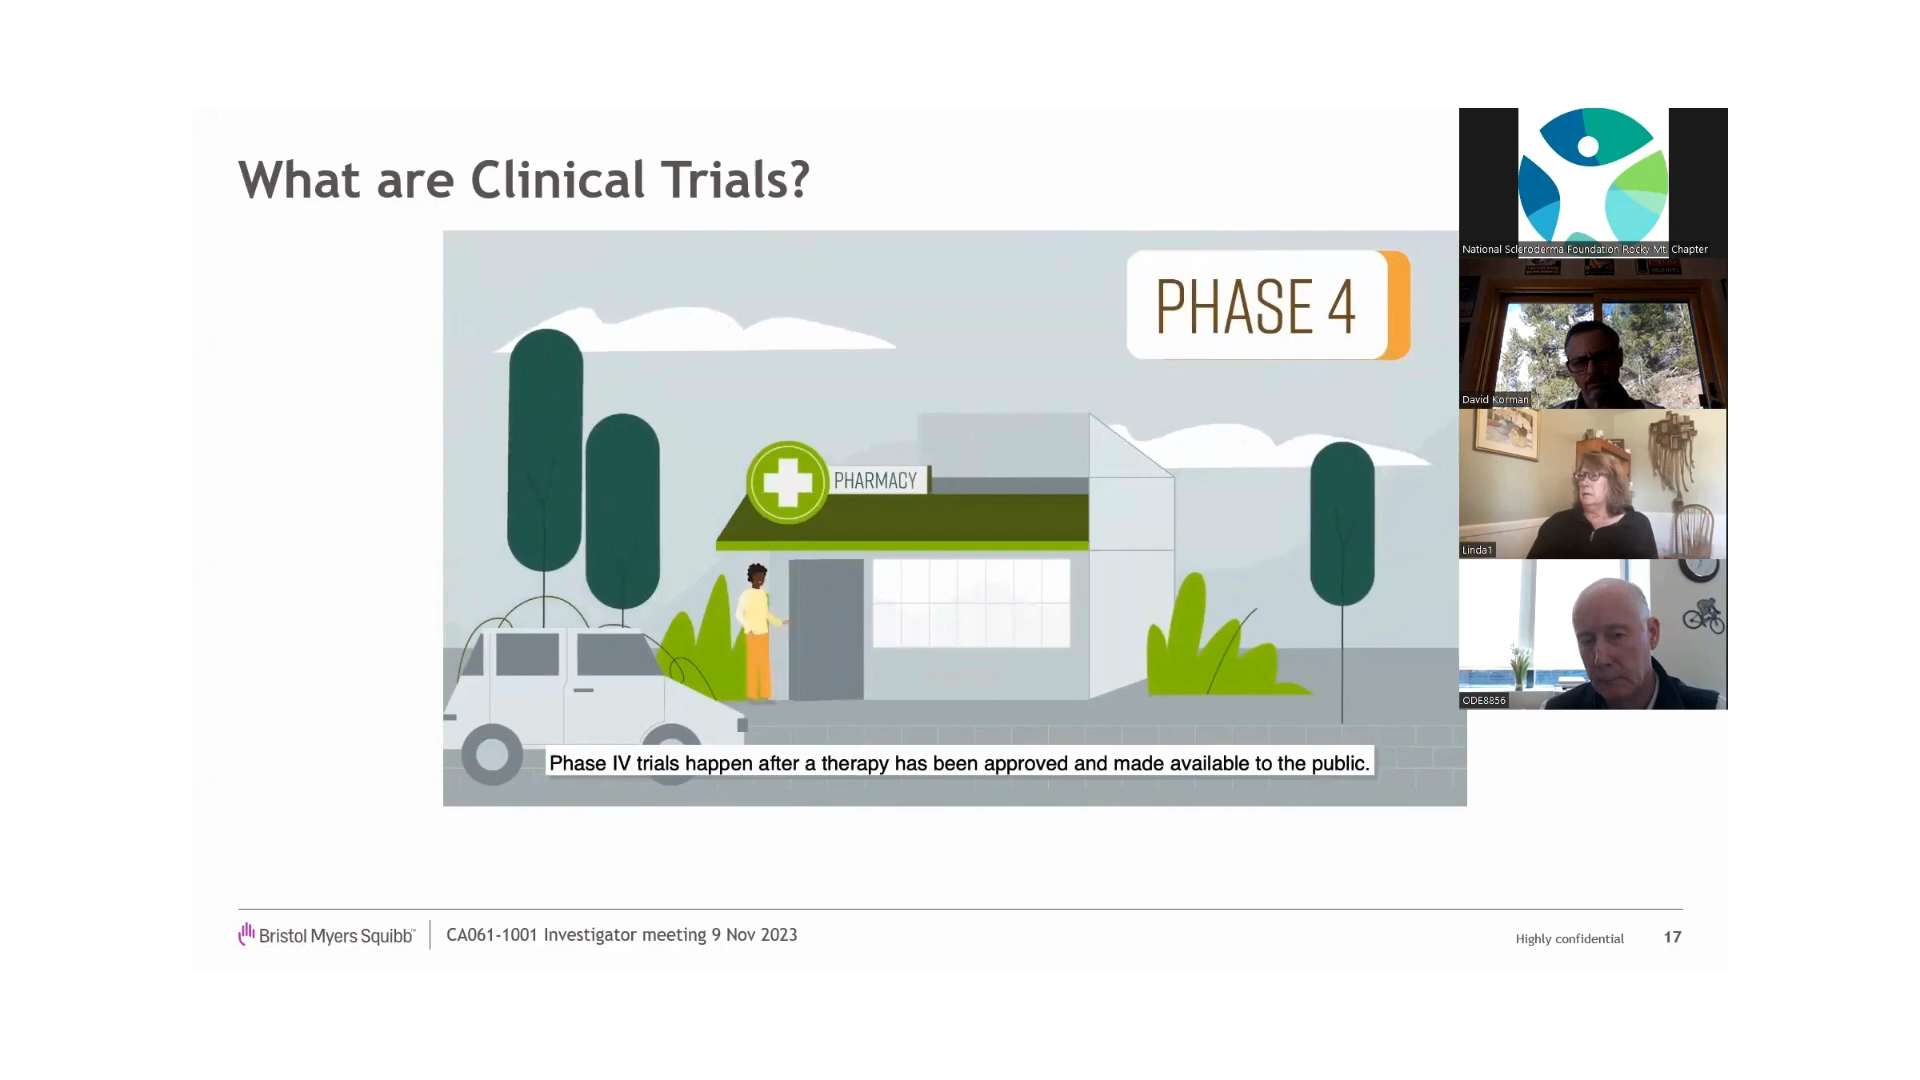 What are Clinical Trials?
PHASE 4
PHARMACY
Phase IV trials happen after a therapy has been approved and made available to the public.
National Scleroderma Foundation Rocky Mt. Chapter
David Korman
Linda1
ODE8856
Bristol Myers Squibb™
CA061-1001 Investigator meeting 9 Nov 2023
Highly confidential
17